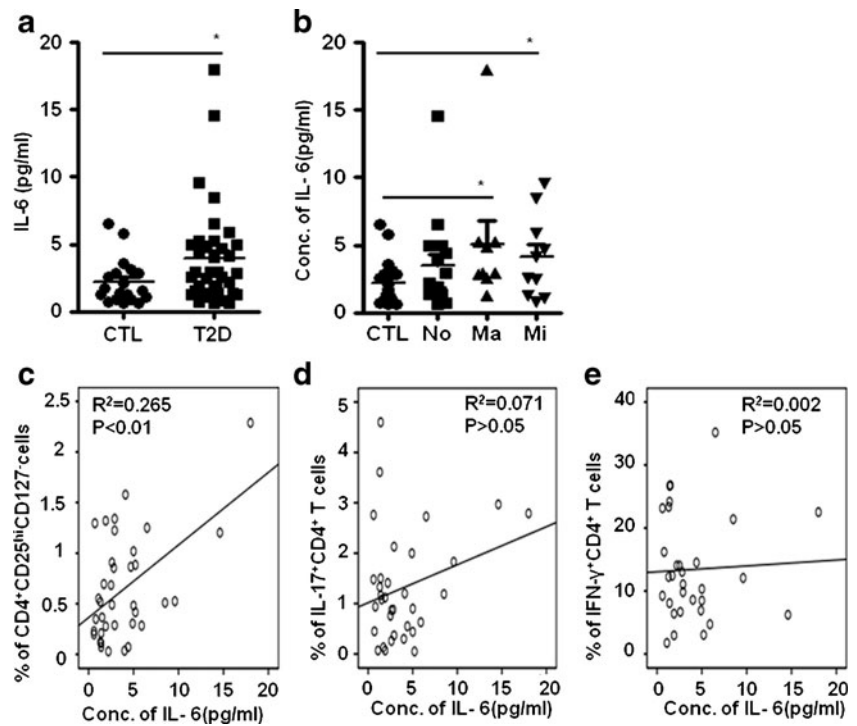 a
b
*
*
*
20
15
10
5
0
IL-6 (pg/ml)
CTL T2D
20
15
10
5
0
Conc. of IL- 6(pg/ml)
CTL No Ma Mi
c
d
e
R²=0.265
P<0.01
2.5
2
1.5
1
0.5
0
% of CD4⁺CD25ʰⁱCD127⁻cells
0 5 10 15 20
Conc. of IL- 6(pg/ml)
R²=0.071
P>0.05
5
4
3
2
1
0
% of IL-17⁺CD4⁺ T cells
0 5 10 15 20
Conc. of IL- 6(pg/ml)
R²=0.002
P>0.05
40
30
20
10
0
% of IFN-γ⁺CD4⁺ T cells
0 5 10 15 20
Conc. of IL- 6(pg/ml)